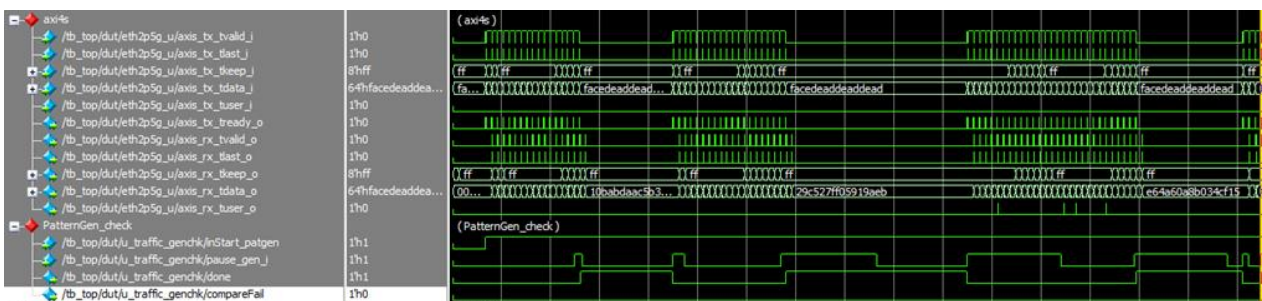 axi4s (axi4s)
/tb_top/dut/eth2p5g_u/axis_tx_tvalid_i 1'h0
/tb_top/dut/eth2p5g_u/axis_tx_tlast_i 1'h0
/tb_top/dut/eth2p5g_u/axis_tx_tkeep_i 8'hff ff ff ff ff ff ff ff
/tb_top/dut/eth2p5g_u/axis_tx_tdata_i 64'hfacedeaddea... fa... facedeaddead... facedeaddeaddead facedeaddeaddead
/tb_top/dut/eth2p5g_u/axis_tx_tuser_i 1'h0
/tb_top/dut/eth2p5g_u/axis_tx_tready_o 1'h0
/tb_top/dut/eth2p5g_u/axis_rx_tvalid_o 1'h0
/tb_top/dut/eth2p5g_u/axis_rx_tlast_o 1'h0
/tb_top/dut/eth2p5g_u/axis_rx_tkeep_o 8'hff ff ff ff ff ff ff ff
/tb_top/dut/eth2p5g_u/axis_rx_tdata_o 64'hfacedeaddea... 00... 10babdaac5b3... 29c527ff05919aeb e64a60a8b034cf15
/tb_top/dut/eth2p5g_u/axis_rx_tuser_o 1'h0
PatternGen_check (PatternGen_check)
/tb_top/dut/u_traffic_genchk/inStart_patgen 1'h1
/tb_top/dut/u_traffic_genchk/pause_gen_i 1'h1
/tb_top/dut/u_traffic_genchk/done 1'h1
/tb_top/dut/u_traffic_genchk/compareFail 1'h0